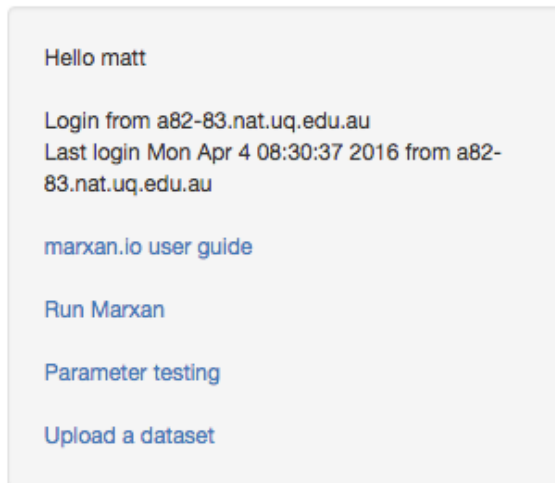 Hello matt
Login from a82-83.nat.uq.edu.au
Last login Mon Apr 4 08:30:37 2016 from a82-
83.nat.uq.edu.au
marxan.io user guide
Run Marxan
Parameter testing
Upload a dataset